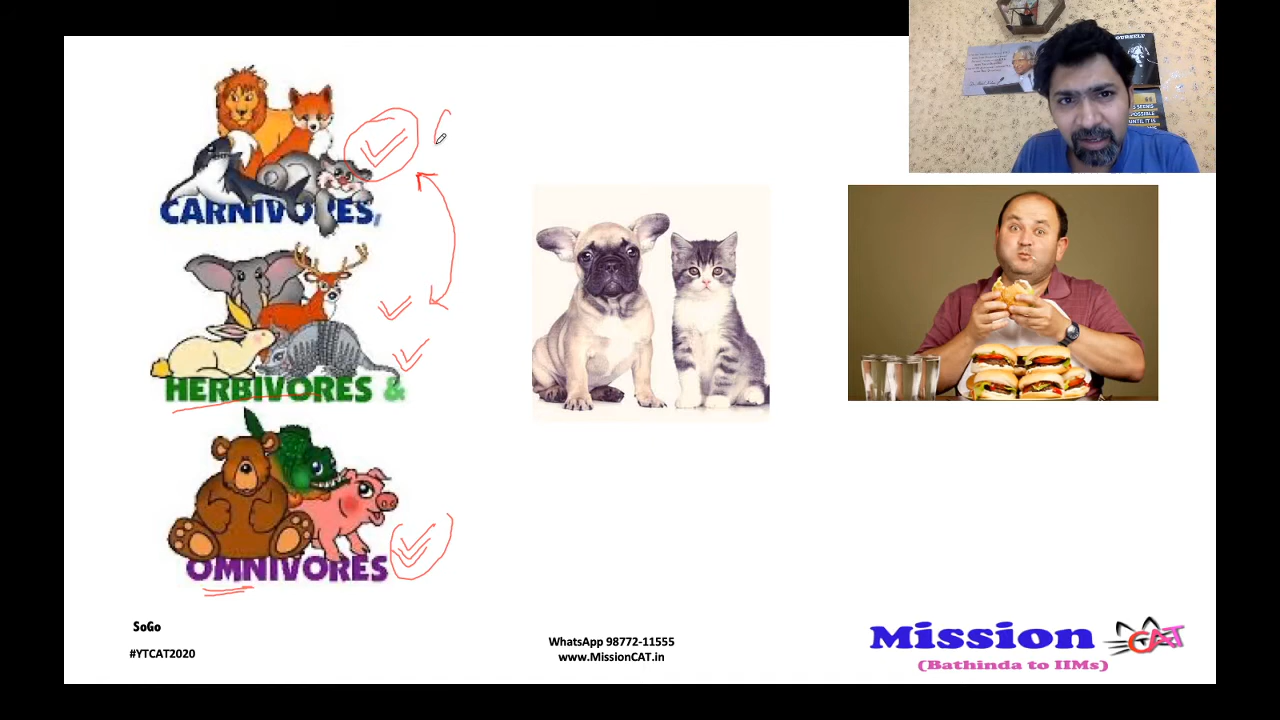 CARNIVORES,
HERBIVORES &
OMNIVORES
SoGo
#YTCAT2020
WhatsApp 98772-11555
www.MissionCAT.in
Mission
CAT
(Bathinda to IIMs)